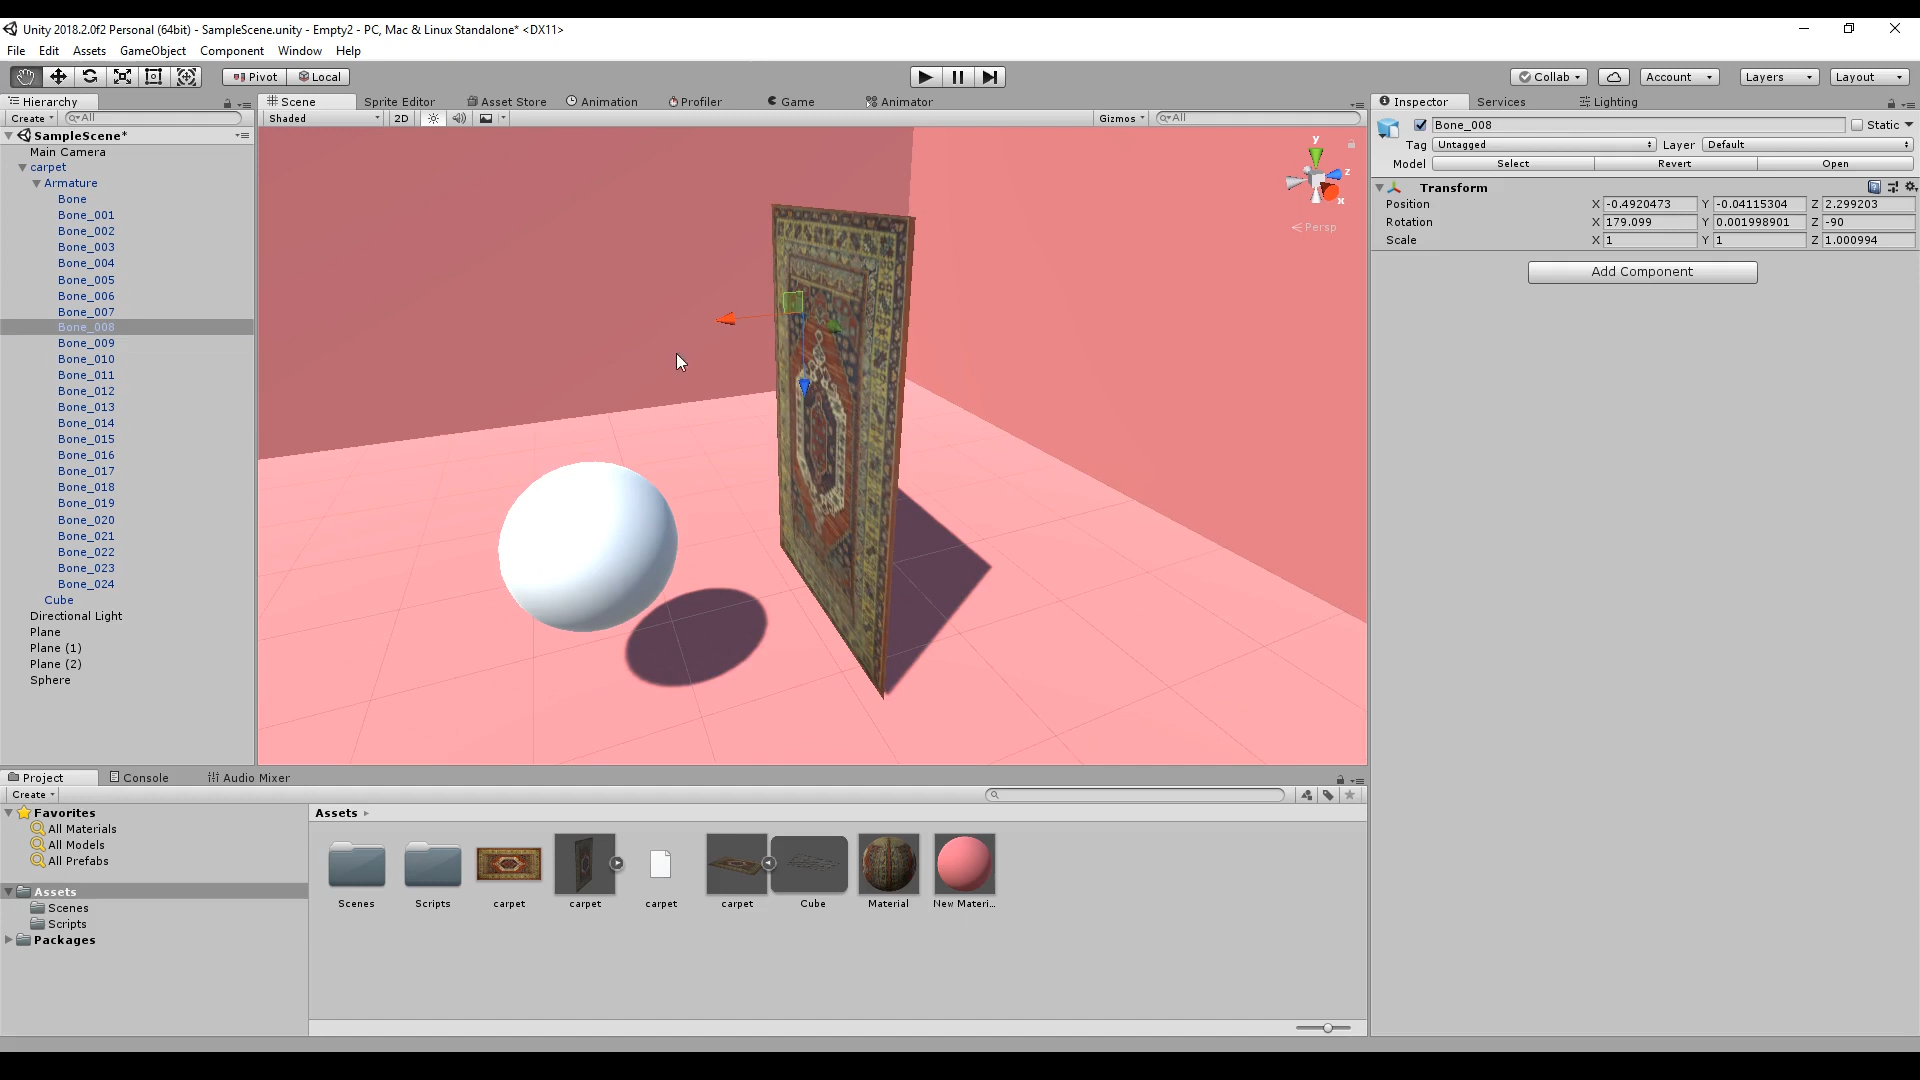 Unity 2018.2.0f2 Personal (64bit) - SampleScene.unity - Empty2 - PC, Mac & Linux Standalone* <DX11>
File Edit Assets GameObject Component Window Help
Pivot Local Collab Account Layers Layout
Hierarchy Scene Sprite Editor Asset Store Animation Profiler Game Animator Inspector Services Lighting
Create All Shaded 2D Gizmos All
Bone_008 Static
SampleScene*
Tag Untagged Layer Default
Main Camera
Model Select Revert Open
carpet
Armature
Transform
Bone
Position X -0.4920473 Y -0.04115304 Z 2.299203
Bone_001
Rotation X 179.099 Y 0.001998901 Z -90
Bone_002
Scale X 1 Y 1 Z 1.000994
Bone_003
Bone_004
Add Component
Bone_005
Bone_006
Bone_007
Bone_008
Bone_009
Bone_010
Bone_011
Bone_012
Bone_013
Bone_014
Bone_015
Bone_016
Bone_017
Bone_018
Bone_019
Bone_020
Bone_021
Bone_022
Bone_023
Bone_024
Cube
Directional Light
Plane
Plane (1)
Plane (2)
Sphere
y
z
x
Persp
Project Console Audio Mixer
Create
Favorites
All Materials
All Models
All Prefabs
Assets
Scenes
Scripts
Packages
Assets
Scenes Scripts carpet carpet carpet carpet Cube Material New Materi...